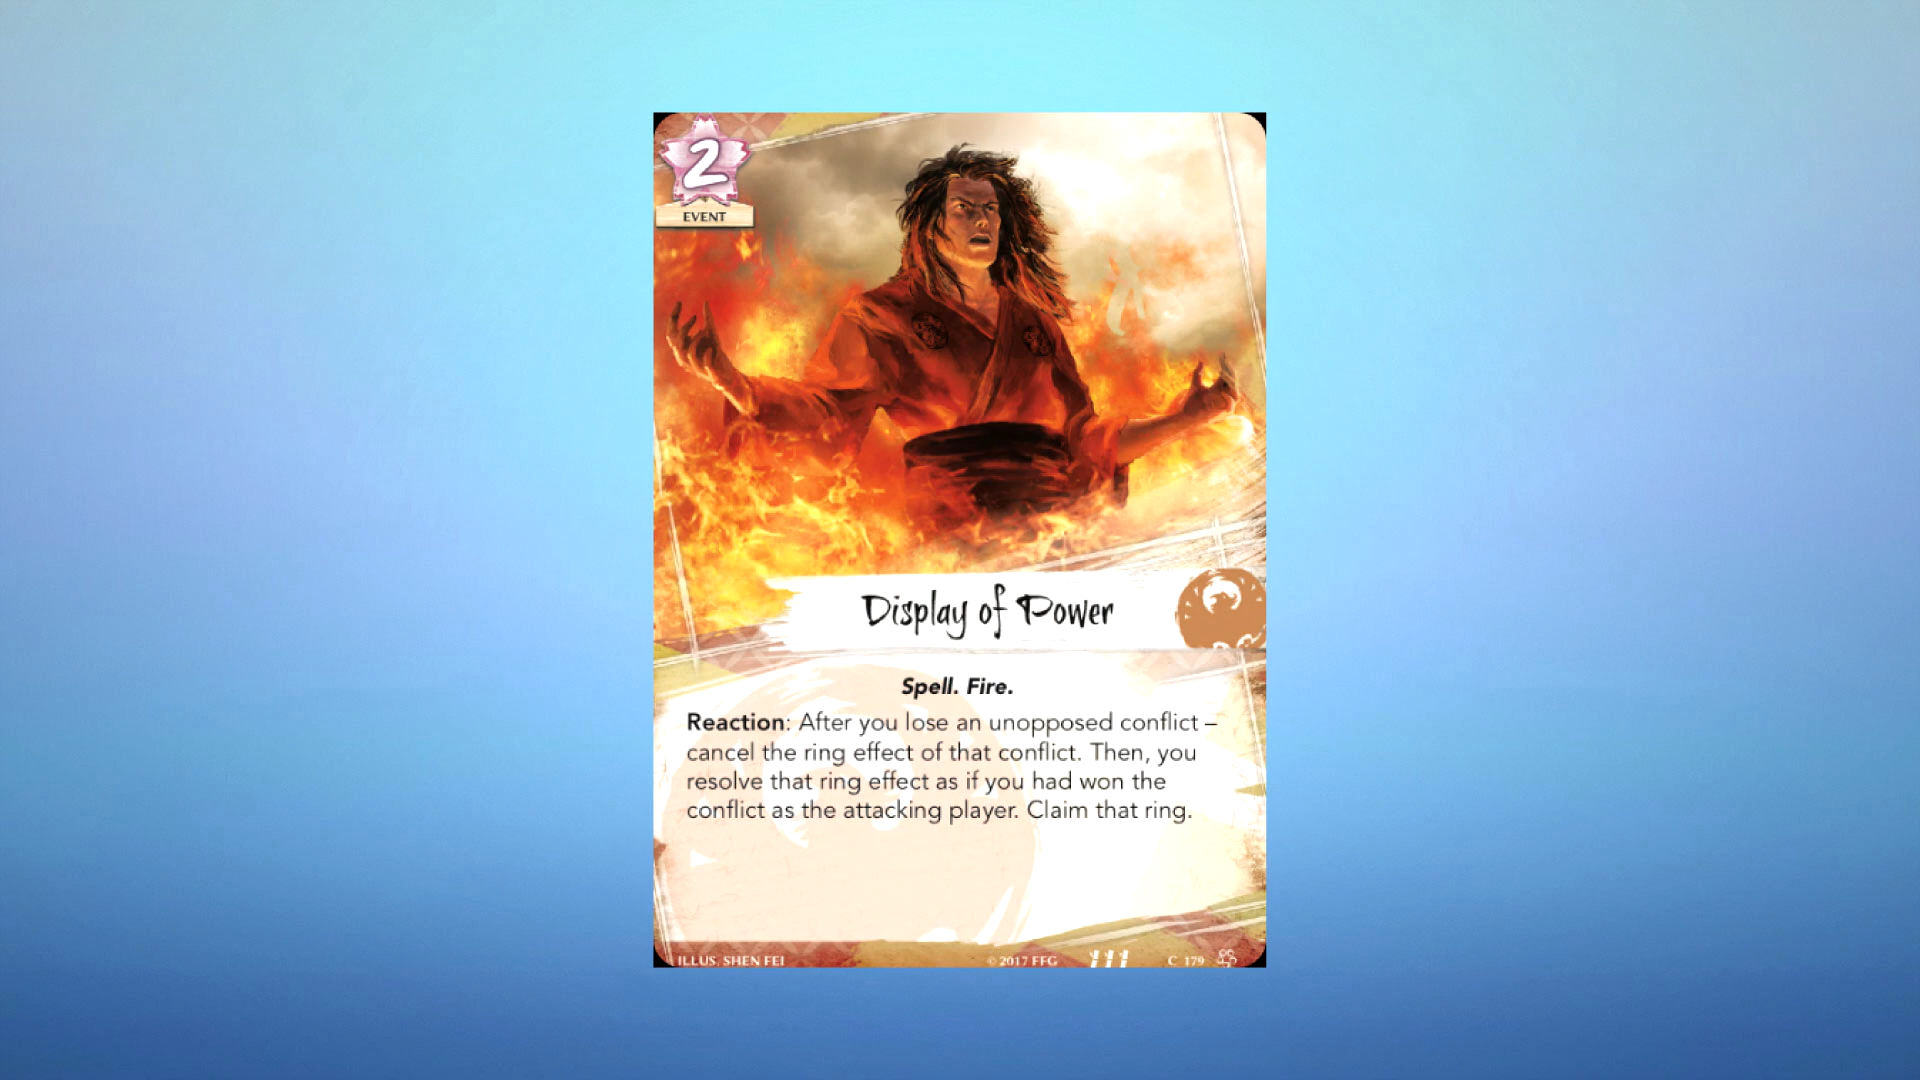 2
EVENT
Display of Power
Spell. Fire.
Reaction: After you lose an unopposed conflict –
cancel the ring effect of that conflict. Then, you
resolve that ring effect as if you had won the
conflict as the attacking player. Claim that ring.
ILLUS. SHEN FEI
© 2017 FFG
C 179